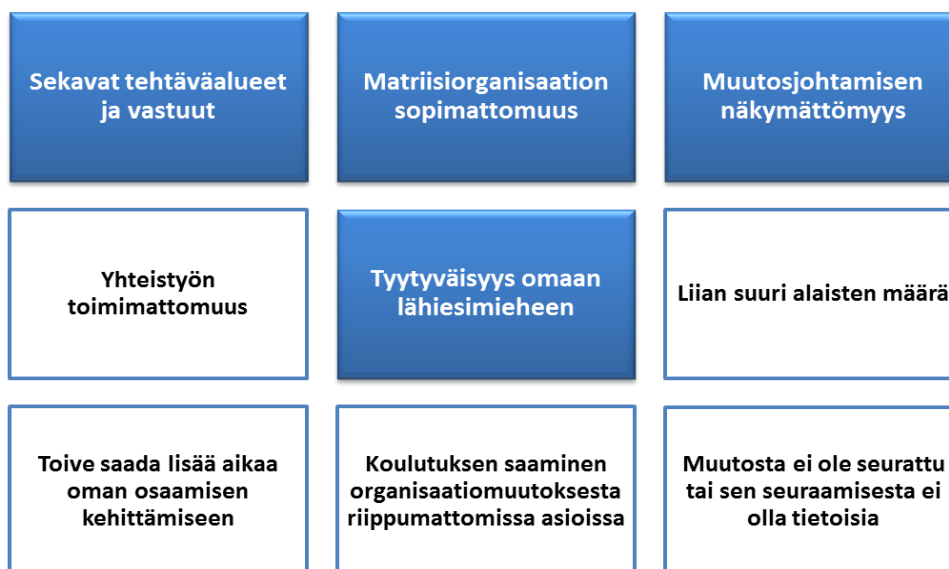 Sekavat tehtäväalueet
ja vastuut
Matriisiorganisaation
sopimattomuus
Muutosjohtamisen
näkymättömyys
Yhteistyön
toimimattomuus
Tyytyväisyys omaan
lähiesimieheen
Liian suuri alaisten määrä
Toive saada lisää aikaa
oman osaamisen
kehittämiseen
Koulutuksen saaminen
organisaatiomuutoksesta
riippumattomissa asioissa
Muutosta ei ole seurattu
tai sen seuraamisesta ei
olla tietoisia